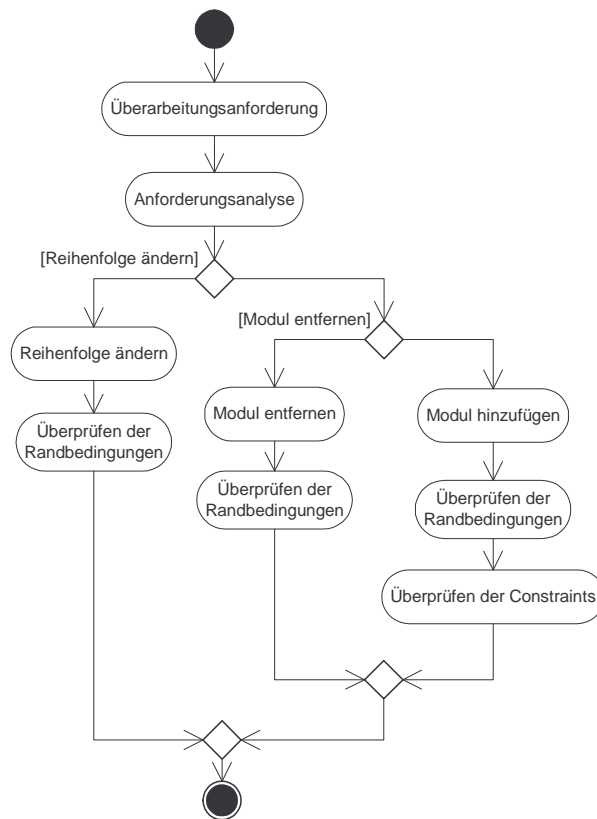 Überarbeitungsanforderung
Anforderungsanalyse
[Reihenfolge ändern]
[Modul entfernen]
Reihenfolge ändern
Modul entfernen
Modul hinzufügen
Überprüfen der
Randbedingungen
Überprüfen der
Randbedingungen
Überprüfen der
Randbedingungen
Überprüfen der Constraints